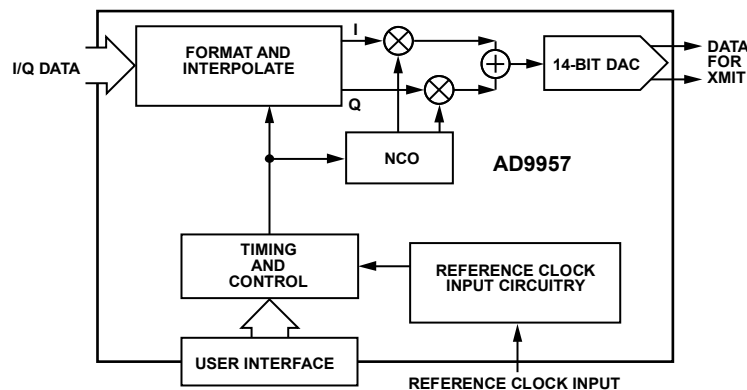 I/Q DATA
FORMAT AND
INTERPOLATE
I
Q
NCO
14-BIT DAC
DATA
FOR
XMIT
AD9957
TIMING
AND
CONTROL
REFERENCE CLOCK
INPUT CIRCUITRY
USER INTERFACE
REFERENCE CLOCK INPUT